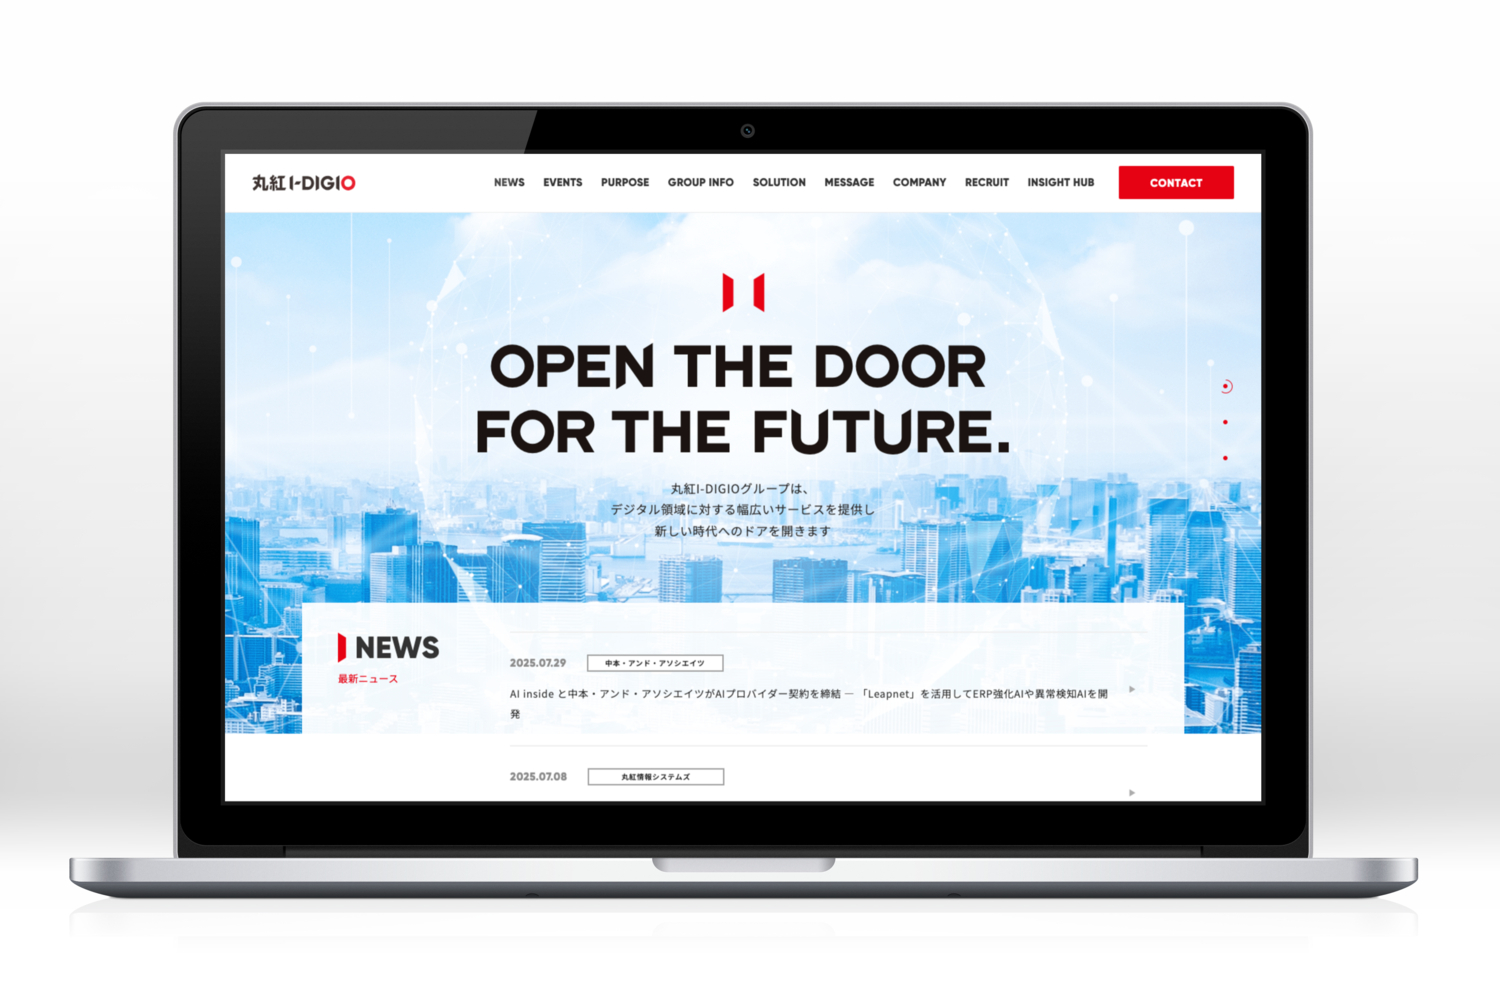 丸紅 I-DIGIO
NEWS EVENTS PURPOSE GROUP INFO SOLUTION MESSAGE COMPANY RECRUIT INSIGHT HUB CONTACT
OPEN THE DOOR
FOR THE FUTURE.
丸紅I-DIGIOグループは、
デジタル領域に対する幅広いサービスを提供し
新しい時代へのドアを開きます
NEWS
最新ニュース
2025.07.29 中本・アンド・アソシエイツ
AI inside と中本・アンド・アソシエイツがAIプロバイダー契約を締結 ― 「Leapnet」を活用してERP強化AIや異常検知AIを開
発
2025.07.08 丸紅情報システムズ